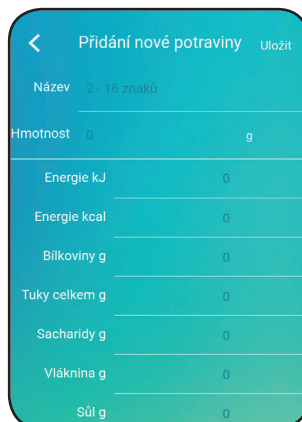 Přidání nové potraviny Uložit
Název 2 - 16 znaků
Hmotnost 0 g
Energie kJ 0
Energie kcal 0
Bílkoviny g 0
Tuky celkem g 0
Sacharidy g 0
Vláknina g 0
Sůl g 0